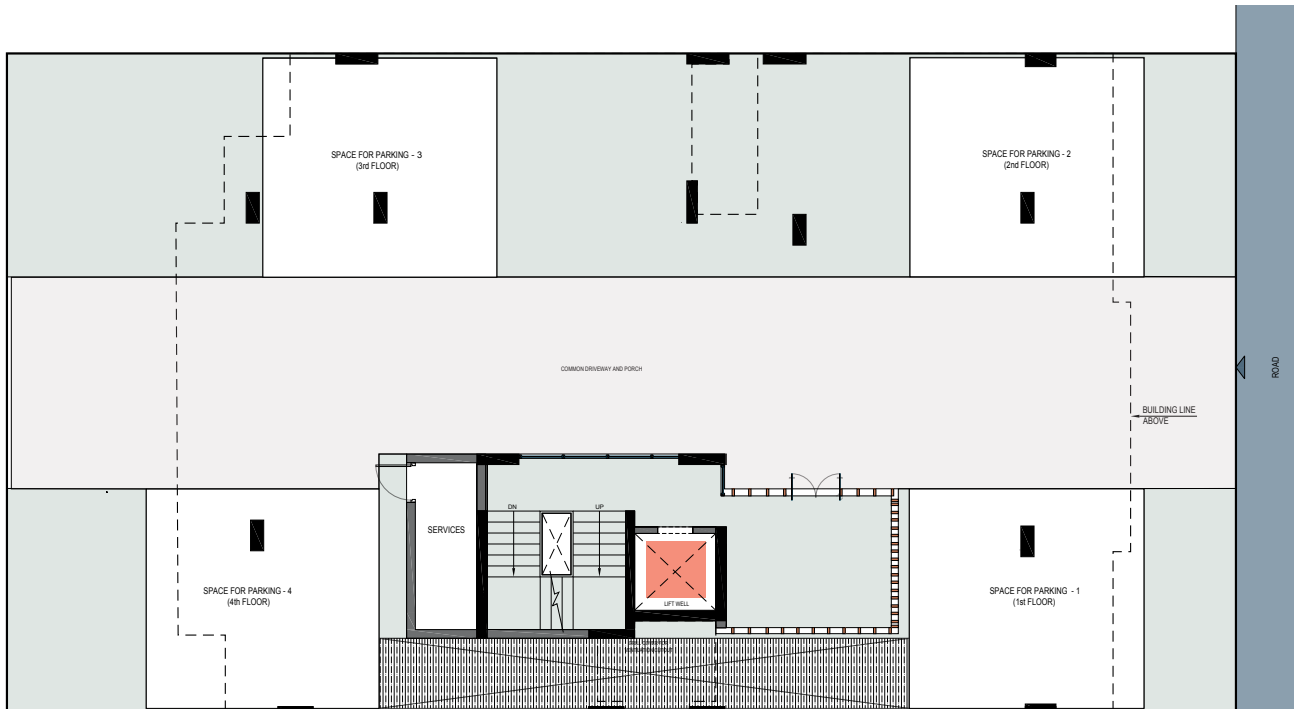 SPACE FOR PARKING - 3
(3rd FLOOR)
SPACE FOR PARKING - 2
(2nd FLOOR)
COMMON DRIVEWAY AND PORCH
ROAD
BUILDING LINE
ABOVE
DN
UP
SERVICES
SPACE FOR PARKING - 4
(4th FLOOR)
LIFT WELL
SPACE FOR PARKING - 1
(1st FLOOR)